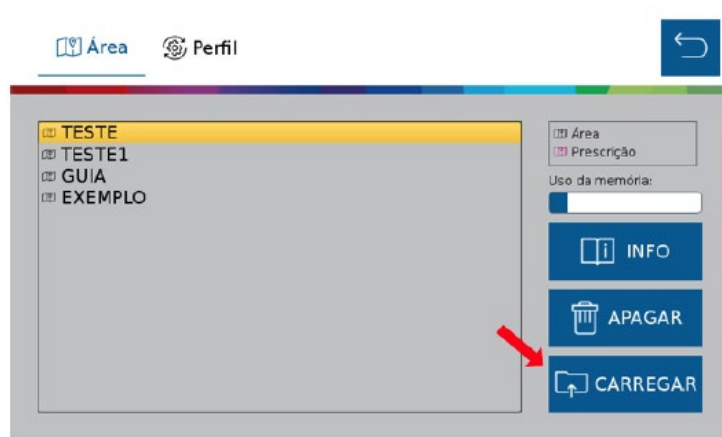 Área
Perfil
TESTE
TESTE1
GUIA
EXEMPLO
Área
Prescrição
Uso da memória:
INFO
APAGAR
CARREGAR